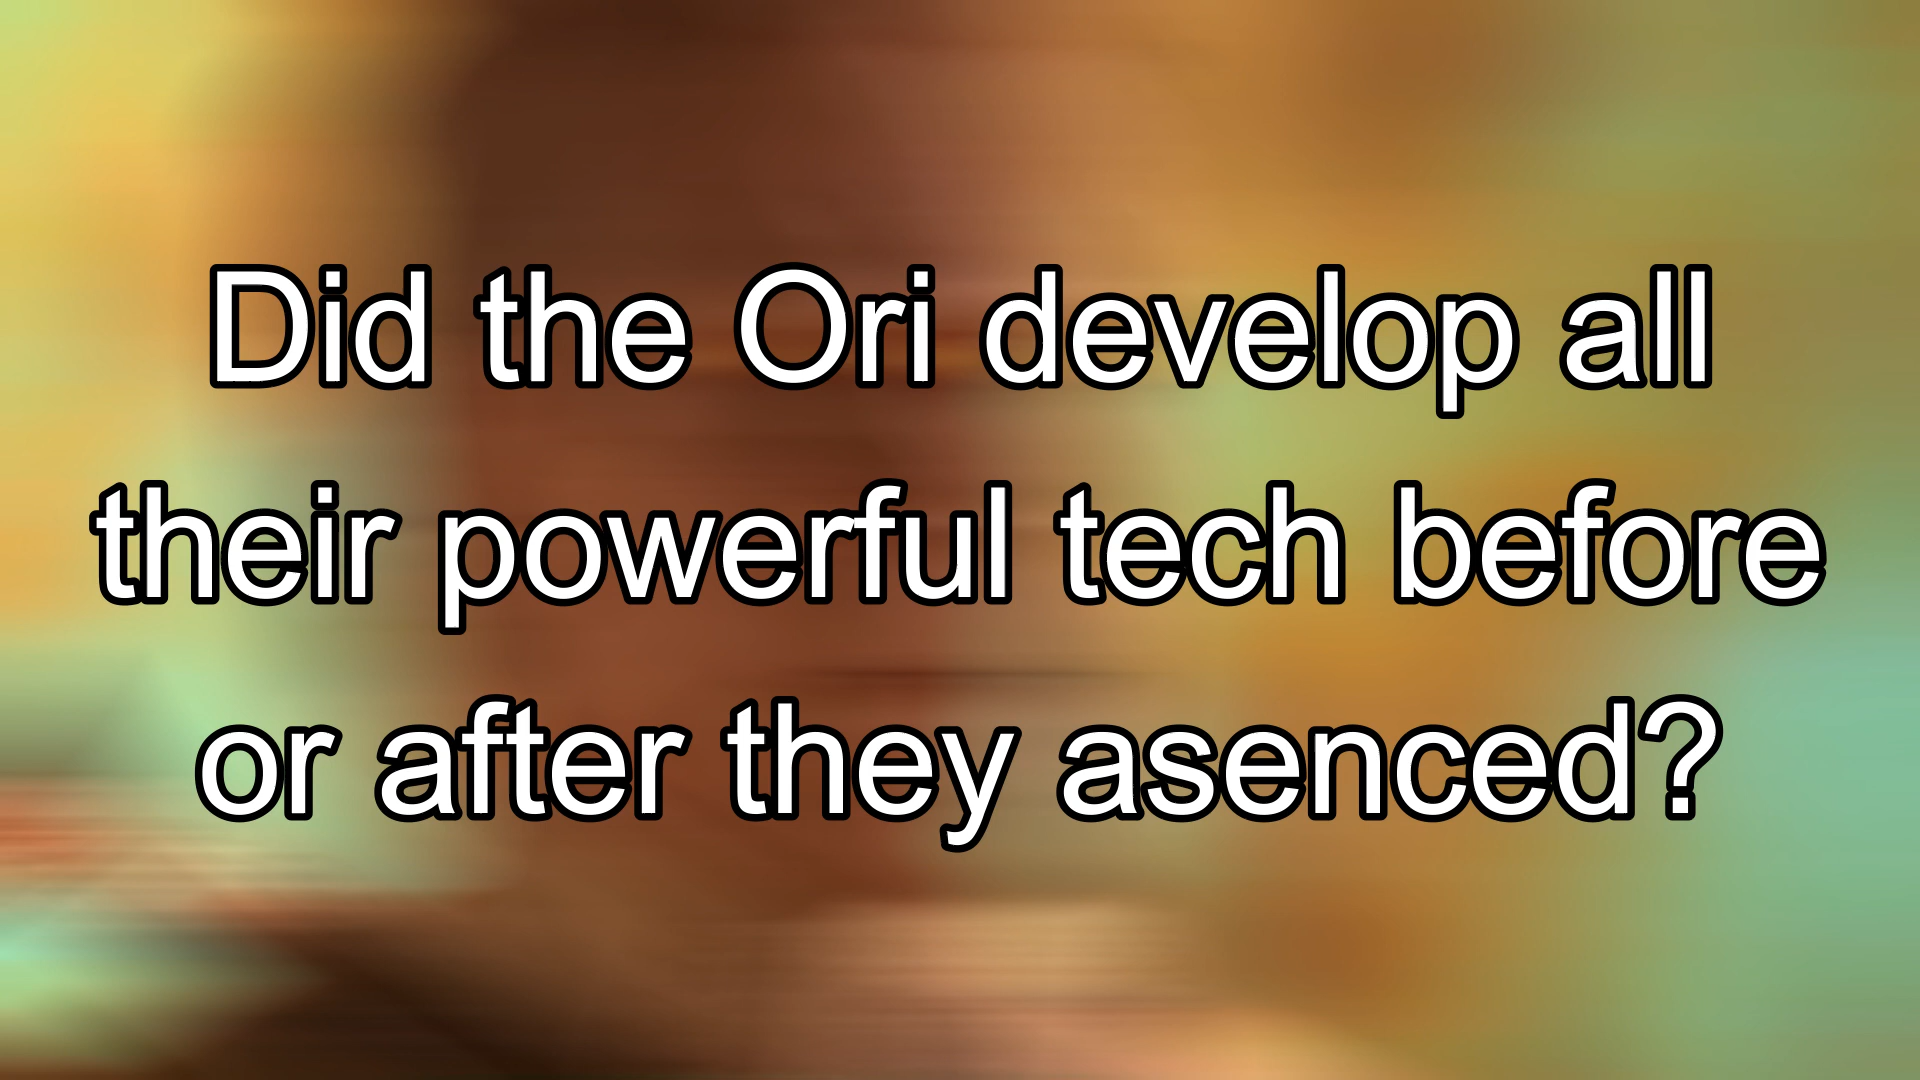 Did the Ori develop all
their powerful tech before
or after they asenced?